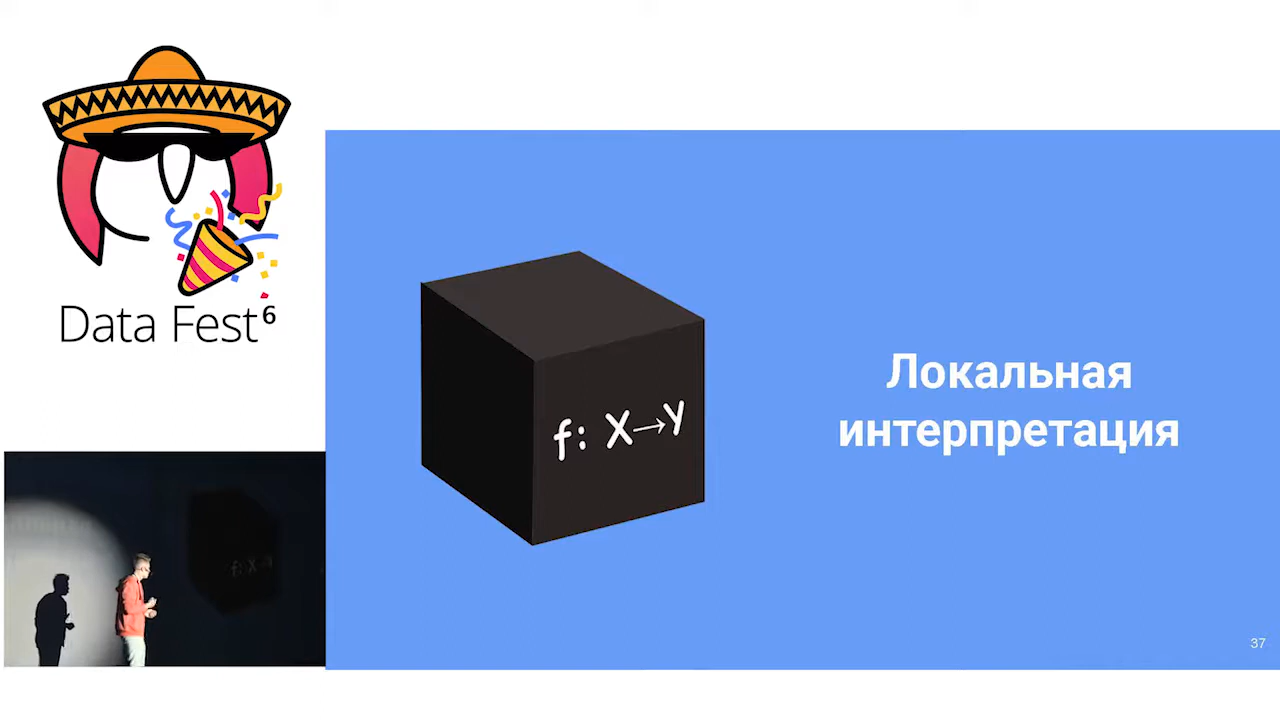 Data Fest⁶
f: X→Y
Локальная
интерпретация
37
f: X→